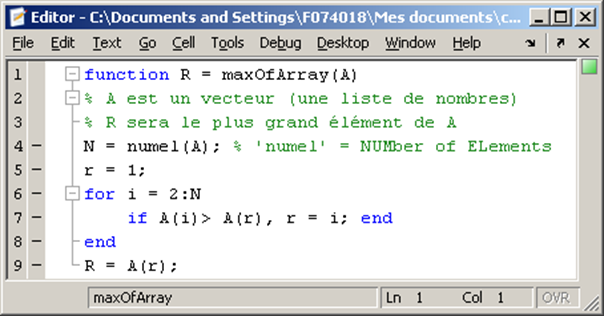 Editor - C:\Documents and Settings\F074018\Mes documents\c...
File Edit Text Go Cell Tools Debug Desktop Window Help
1 function R = maxOfArray(A)
2 % A est un vecteur (une liste de nombres)
3 % R sera le plus grand élément de A
4 - N = numel(A); % 'numel' = NUMber of ELements
5 - r = 1;
6 - for i = 2:N
7 - if A(i)> A(r), r = i; end
8 - end
9 - R = A(r);
maxOfArray Ln 1 Col 1 OVR